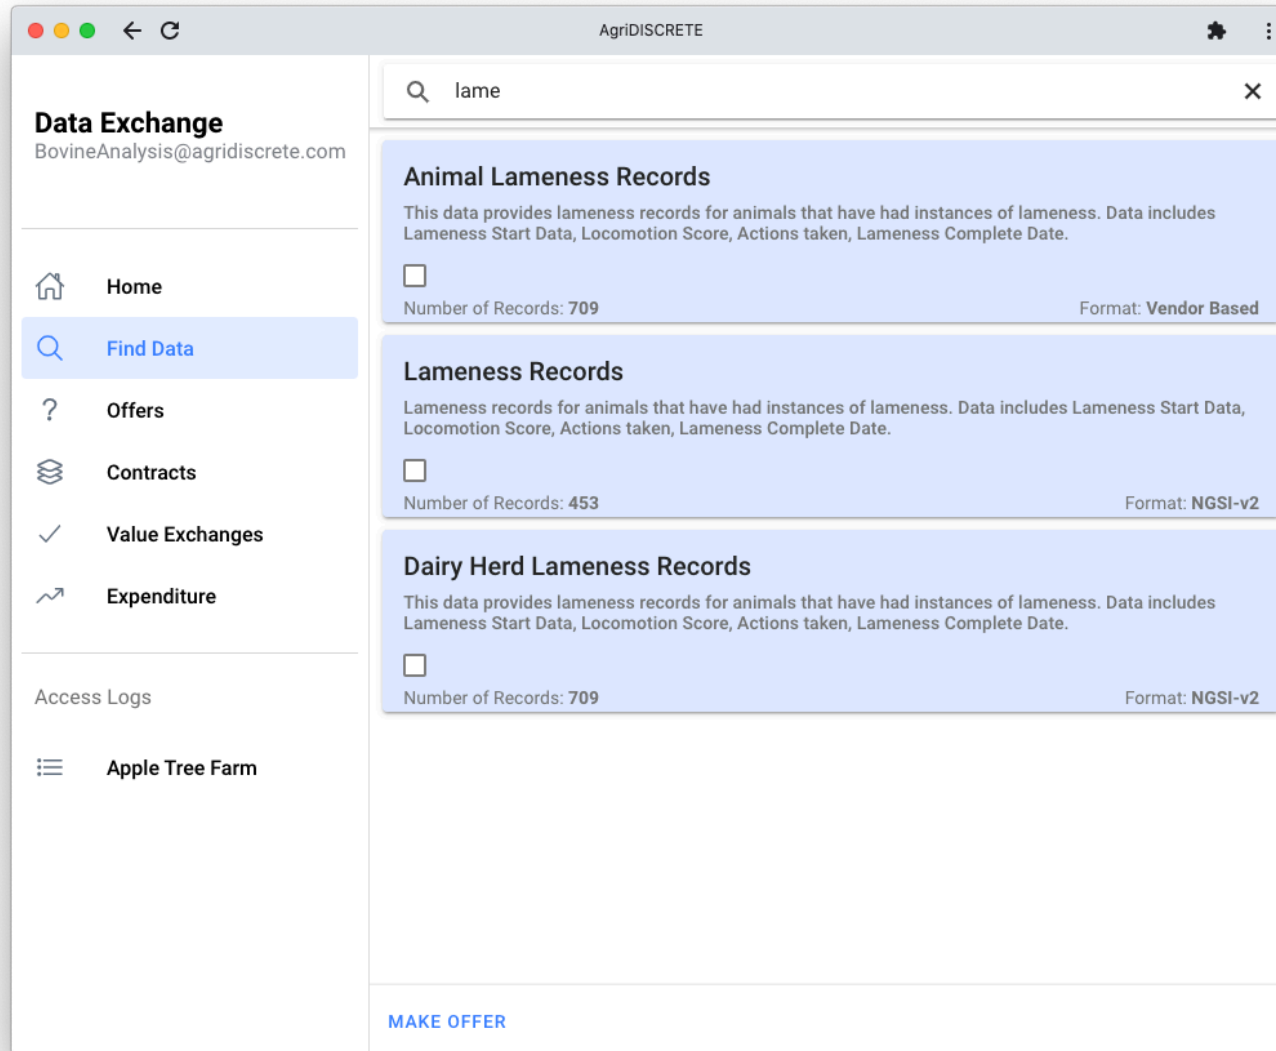 AgriDISCRETE
Data Exchange
BovineAnalysis@agridiscrete.com
Home
Find Data
Offers
Contracts
Value Exchanges
Expenditure
Access Logs
Apple Tree Farm
lame
Animal Lameness Records
This data provides lameness records for animals that have had instances of lameness. Data includes
Lameness Start Data, Locomotion Score, Actions taken, Lameness Complete Date.
Number of Records: 709
Format: Vendor Based
Lameness Records
Lameness records for animals that have had instances of lameness. Data includes Lameness Start Data,
Locomotion Score, Actions taken, Lameness Complete Date.
Number of Records: 453
Format: NGSI-v2
Dairy Herd Lameness Records
This data provides lameness records for animals that have had instances of lameness. Data includes
Lameness Start Data, Locomotion Score, Actions taken, Lameness Complete Date.
Number of Records: 709
Format: NGSI-v2
MAKE OFFER